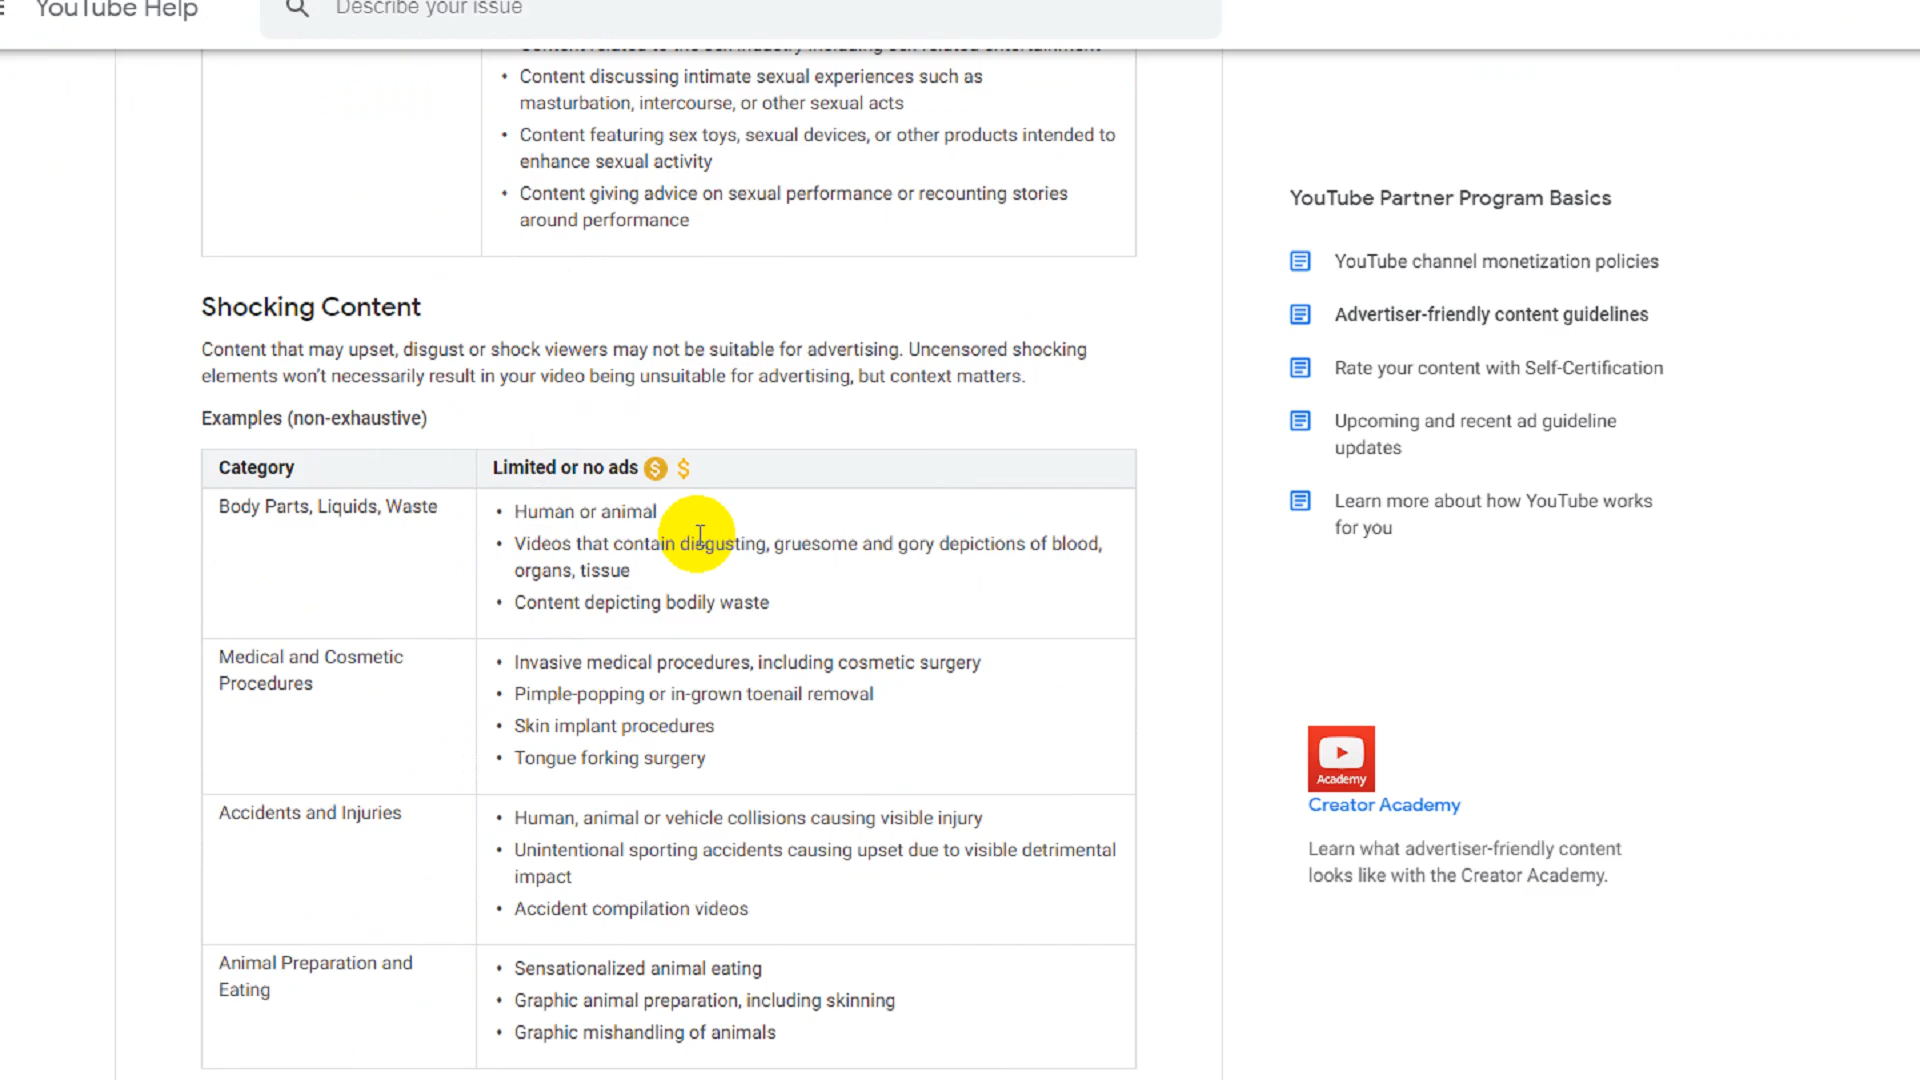 YouTube Help
Describe your issue
Content related to the sex industry including sex-related entertainment
• Content discussing intimate sexual experiences such as
masturbation, intercourse, or other sexual acts
• Content featuring sex toys, sexual devices, or other products intended to
enhance sexual activity
• Content giving advice on sexual performance or recounting stories
around performance
Shocking Content
Content that may upset, disgust or shock viewers may not be suitable for advertising. Uncensored shocking
elements won't necessarily result in your video being unsuitable for advertising, but context matters.
Examples (non-exhaustive)
Category
Limited or no ads $ $
Body Parts, Liquids, Waste
• Human or animal
• Videos that contain disgusting, gruesome and gory depictions of blood,
organs, tissue
• Content depicting bodily waste
Medical and Cosmetic
Procedures
• Invasive medical procedures, including cosmetic surgery
• Pimple-popping or in-grown toenail removal
• Skin implant procedures
• Tongue forking surgery
Accidents and Injuries
• Human, animal or vehicle collisions causing visible injury
• Unintentional sporting accidents causing upset due to visible detrimental
impact
• Accident compilation videos
Animal Preparation and
Eating
• Sensationalized animal eating
• Graphic animal preparation, including skinning
• Graphic mishandling of animals
YouTube Partner Program Basics
YouTube channel monetization policies
Advertiser-friendly content guidelines
Rate your content with Self-Certification
Upcoming and recent ad guideline
updates
Learn more about how YouTube works
for you
Academy
Creator Academy
Learn what advertiser-friendly content
looks like with the Creator Academy.